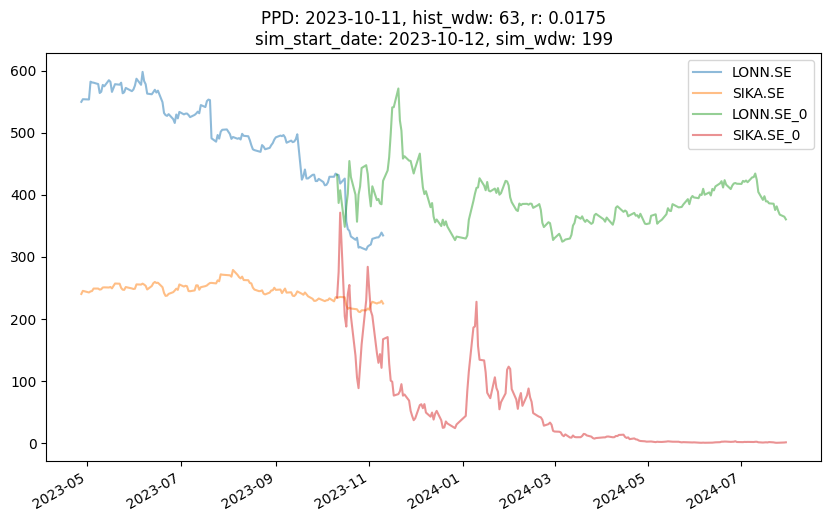 PPD: 2023-10-11, hist_wdw: 63, r: 0.0175
sim_start_date: 2023-10-12, sim_wdw: 199
LONN.SE
SIKA.SE
LONN.SE_0
SIKA.SE_0
600
500
400
300
200
100
0
2023-05
2023-07
2023-09
2023-11
2024-01
2024-03
2024-05
2024-07